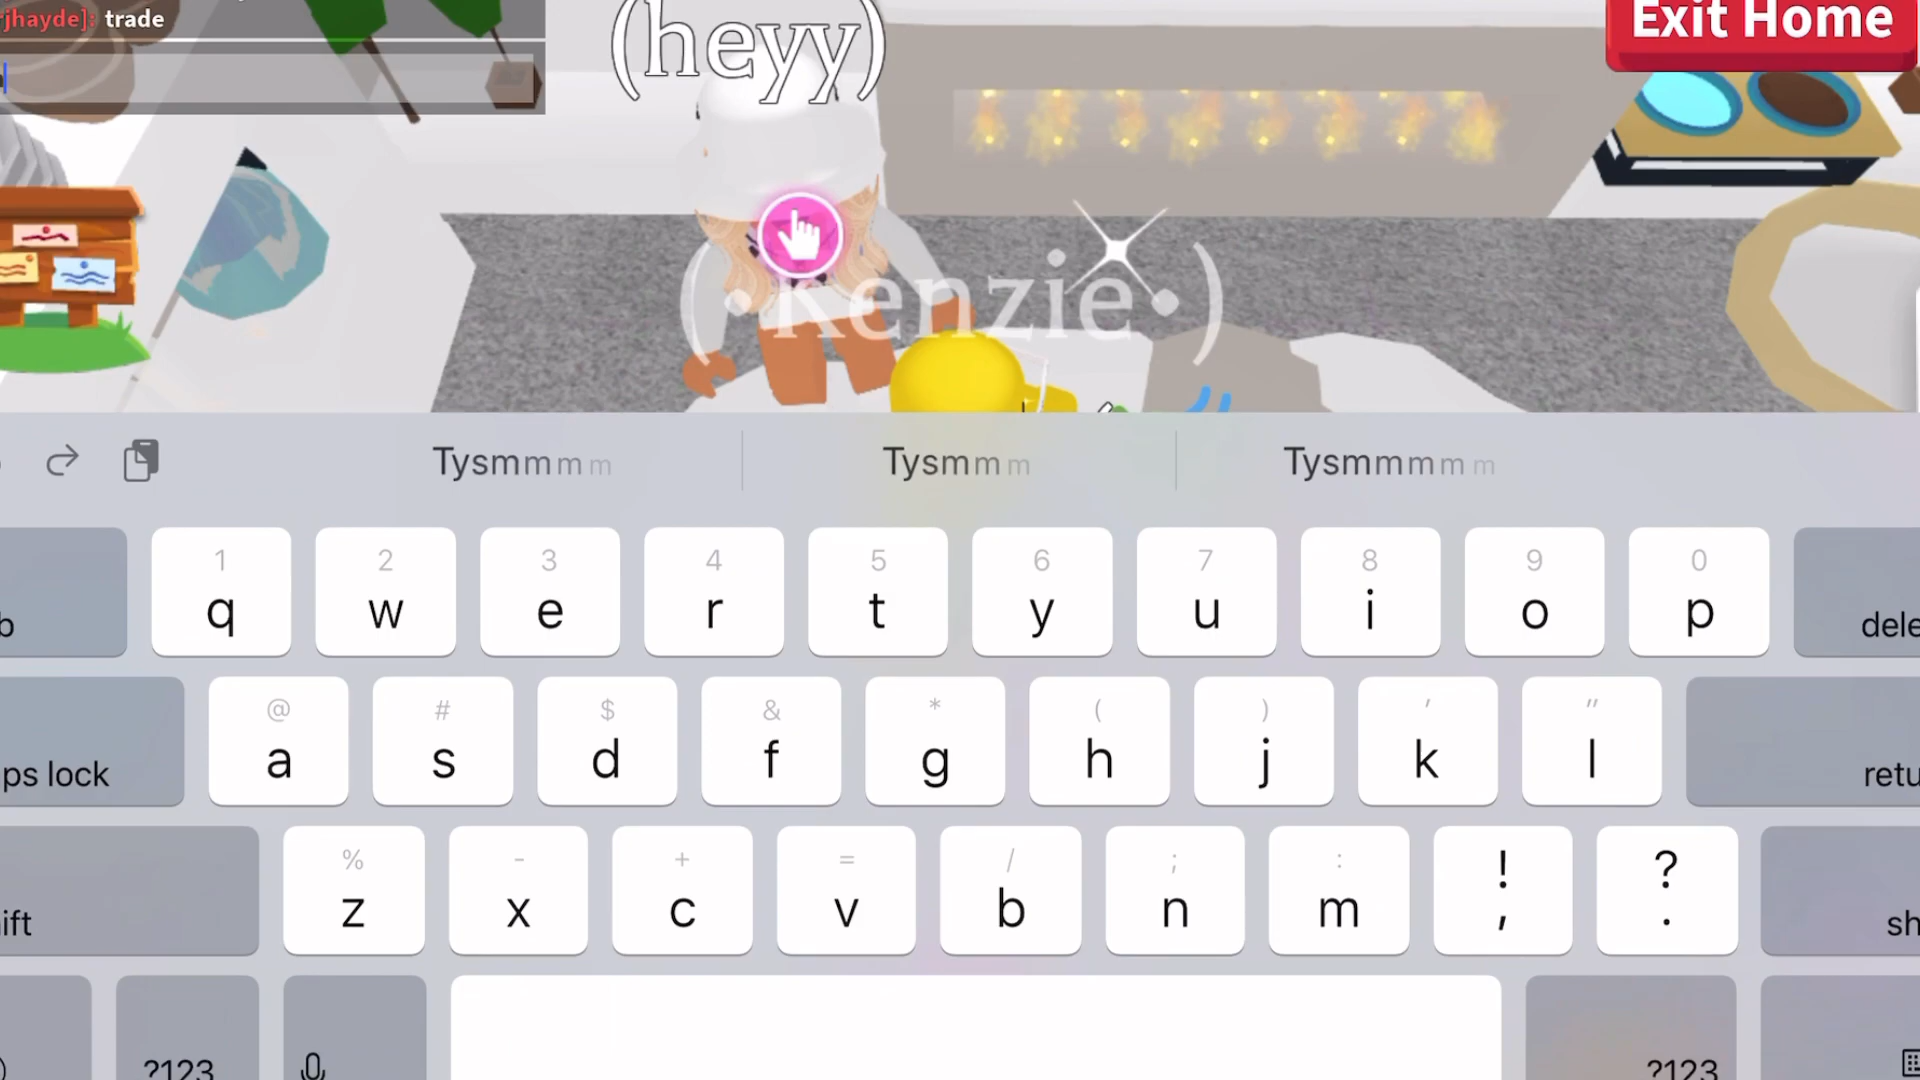 jhayde]: trade
(heyy)
Exit Home
(•Kenzie•)
Tysmmmm
Tysmmm
Tysmmmmm
1 2 3 4 5 6 7 8 9 0
b q w e r t y u i o p dele
@ # $ & * ( ) ' "
ps lock a s d f g h j k l retu
% - + = / ; : ! ?
ift z x c v b n m , . sh
?123 ?123